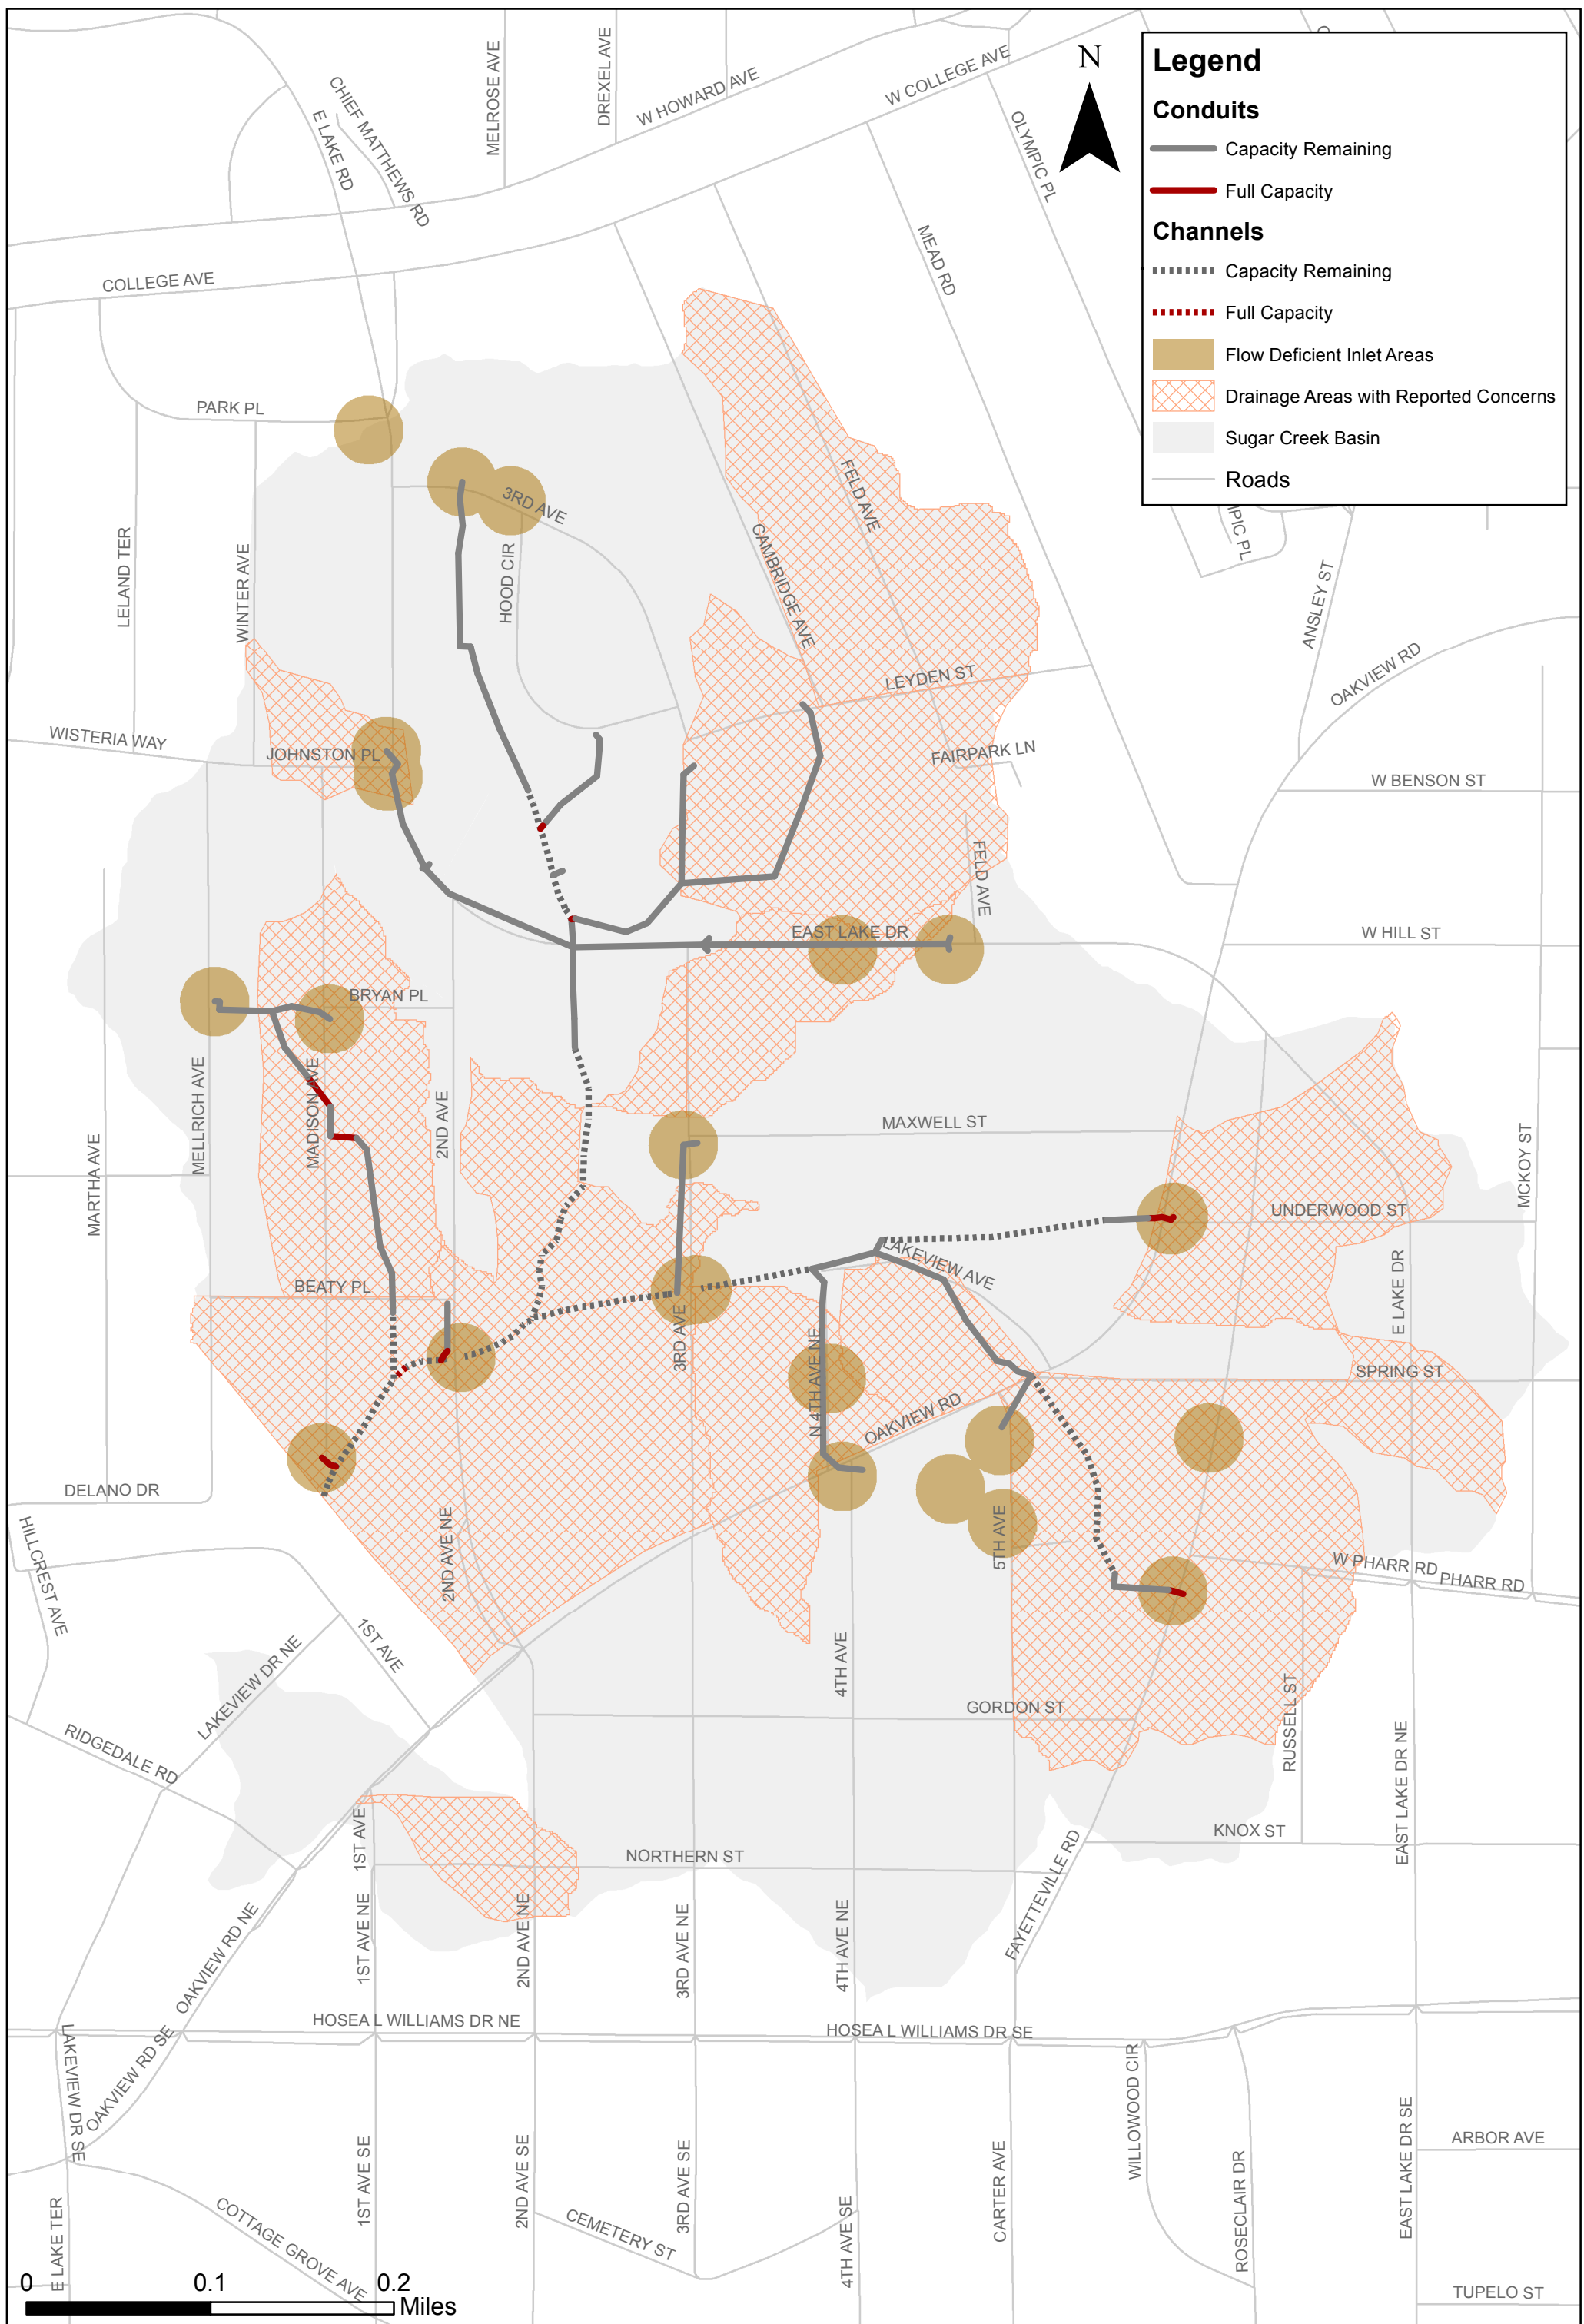 MELROSE AVE
DREXEL AVE
W HOWARD AVE
W COLLEGE AVE
N
CHIEF MATTHEWS RD
E LAKE RD
OLYMPIC PL
MEAD RD
Legend
Conduits
Capacity Remaining
Full Capacity
Channels
Capacity Remaining
Full Capacity
Flow Deficient Inlet Areas
Drainage Areas with Reported Concerns
Sugar Creek Basin
Roads
COLLEGE AVE
PARK PL
3RD AVE
FELD AVE
MPIC PL
LELAND TER
WINTER AVE
HOOD CIR
CAMBRIDGE AVE
ANSLEY ST
OAKVIEW RD
LEYDEN ST
WISTERIA WAY
JOHNSTON PL
FAIRPARK LN
W BENSON ST
FELD AVE
EAST LAKE DR
W HILL ST
BRYAN PL
MELLRICH AVE
MADISON AVE
2ND AVE
MAXWELL ST
MARTHA AVE
MCKOY ST
UNDERWOOD ST
LAKEVIEW AVE
BEATY PL
E LAKE DR
3RD AVE
N 4TH AVE NE
SPRING ST
OAKVIEW RD
DELANO DR
HILLCREST AVE
2ND AVE NE
5TH AVE
W PHARR RD
PHARR RD
1ST AVE
LAKEVIEW DR NE
4TH AVE
GORDON ST
RUSSELL ST
RIDGEDALE RD
EAST LAKE DR NE
1ST AVE
KNOX ST
NORTHERN ST
OAKVIEW RD NE
1ST AVE NE
2ND AVE NE
3RD AVE NE
4TH AVE NE
FAYETTEVILLE RD
HOSEA L WILLIAMS DR NE
HOSEA L WILLIAMS DR SE
LAKEVIEW DR SE
OAKVIEW RD SE
WILLOWOOD CIR
1ST AVE SE
2ND AVE SE
3RD AVE SE
4TH AVE SE
CARTER AVE
ROSECLAIR DR
EAST LAKE DR SE
ARBOR AVE
E LAKE TER
COTTAGE GROVE AVE
CEMETERY ST
TUPELO ST
0 0.1 0.2
Miles